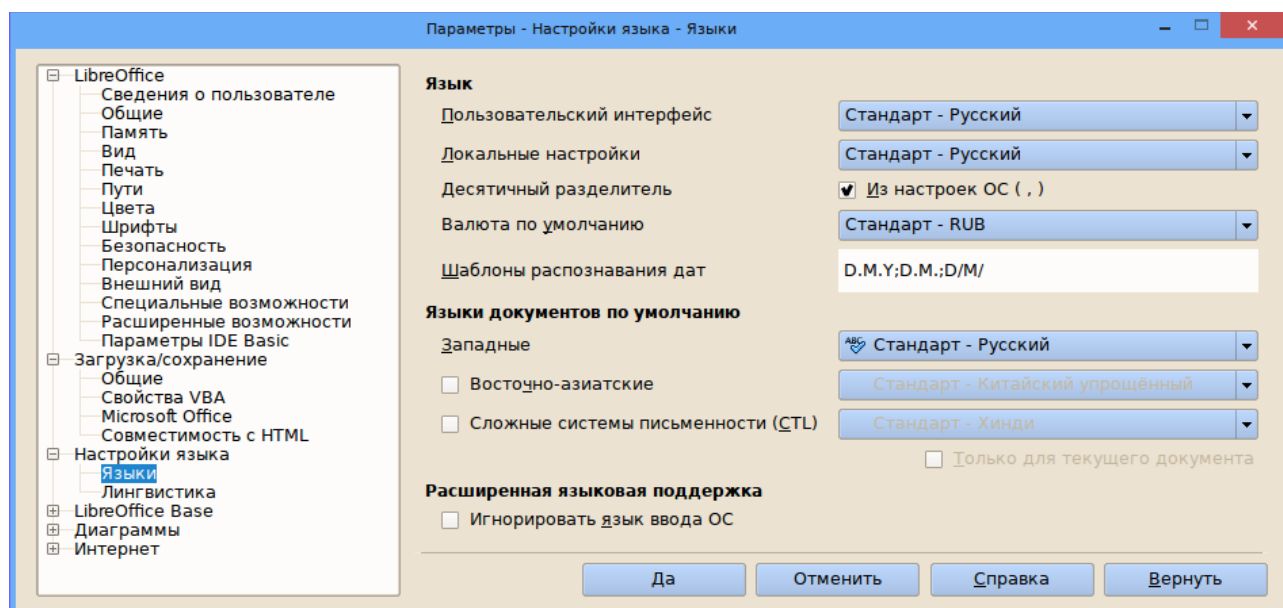 Параметры - Настройки языка - Языки
LibreOffice
Сведения о пользователе
Общие
Память
Вид
Печать
Пути
Цвета
Шрифты
Безопасность
Персонализация
Внешний вид
Специальные возможности
Расширенные возможности
Параметры IDE Basic
Загрузка/сохранение
Общие
Свойства VBA
Microsoft Office
Совместимость с HTML
Настройки языка
Языки
Лингвистика
LibreOffice Base
Диаграммы
Интернет
Язык
Пользовательский интерфейс Стандарт - Русский
Локальные настройки Стандарт - Русский
Десятичный разделитель Из настроек ОС ( , )
Валюта по умолчанию Стандарт - RUB
Шаблоны распознавания дат D.M.Y;D.M.;D/M/
Языки документов по умолчанию
Западные ABC Стандарт - Русский
Восточно-азиатские Стандарт - Китайский упрощённый
Сложные системы письменности (CTL) Стандарт - Хинди
Только для текущего документа
Расширенная языковая поддержка
Игнорировать язык ввода ОС
Да Отменить Справка Вернуть